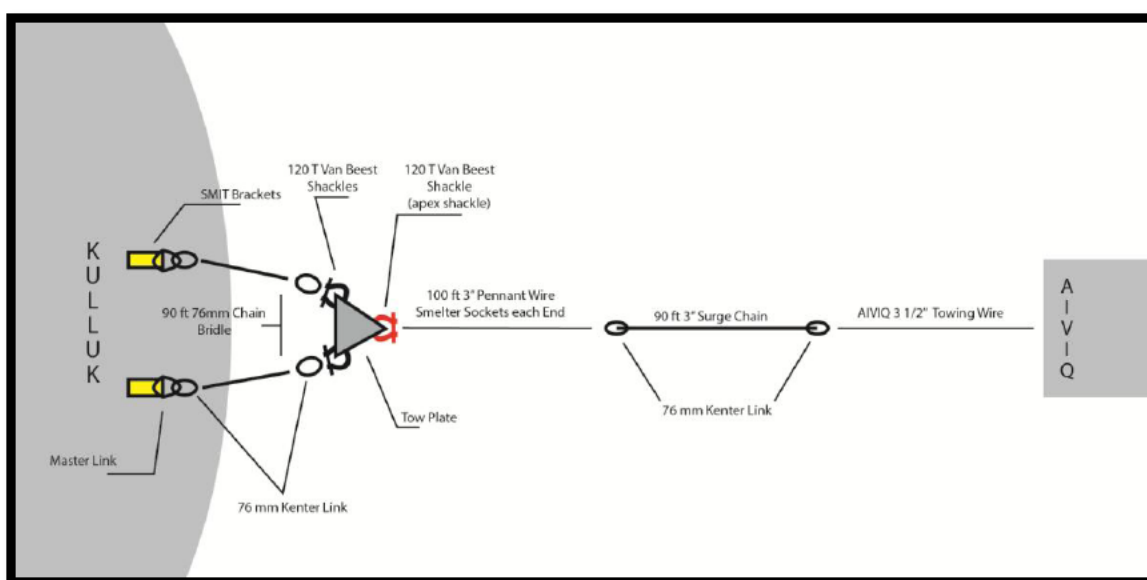 120 T Van Beest
Shackles
120 T Van Beest
Shackle
(apex shackle)
SMIT Brackets
KULLUK
90 ft 76mm Chain
Bridle
100 ft 3" Pennant Wire
Smelter Sockets each End
90 ft 3" Surge Chain
AIVIQ 3 1/2" Towing Wire
AIVIQ
Tow Plate
76 mm Kenter Link
Master Link
76 mm Kenter Link